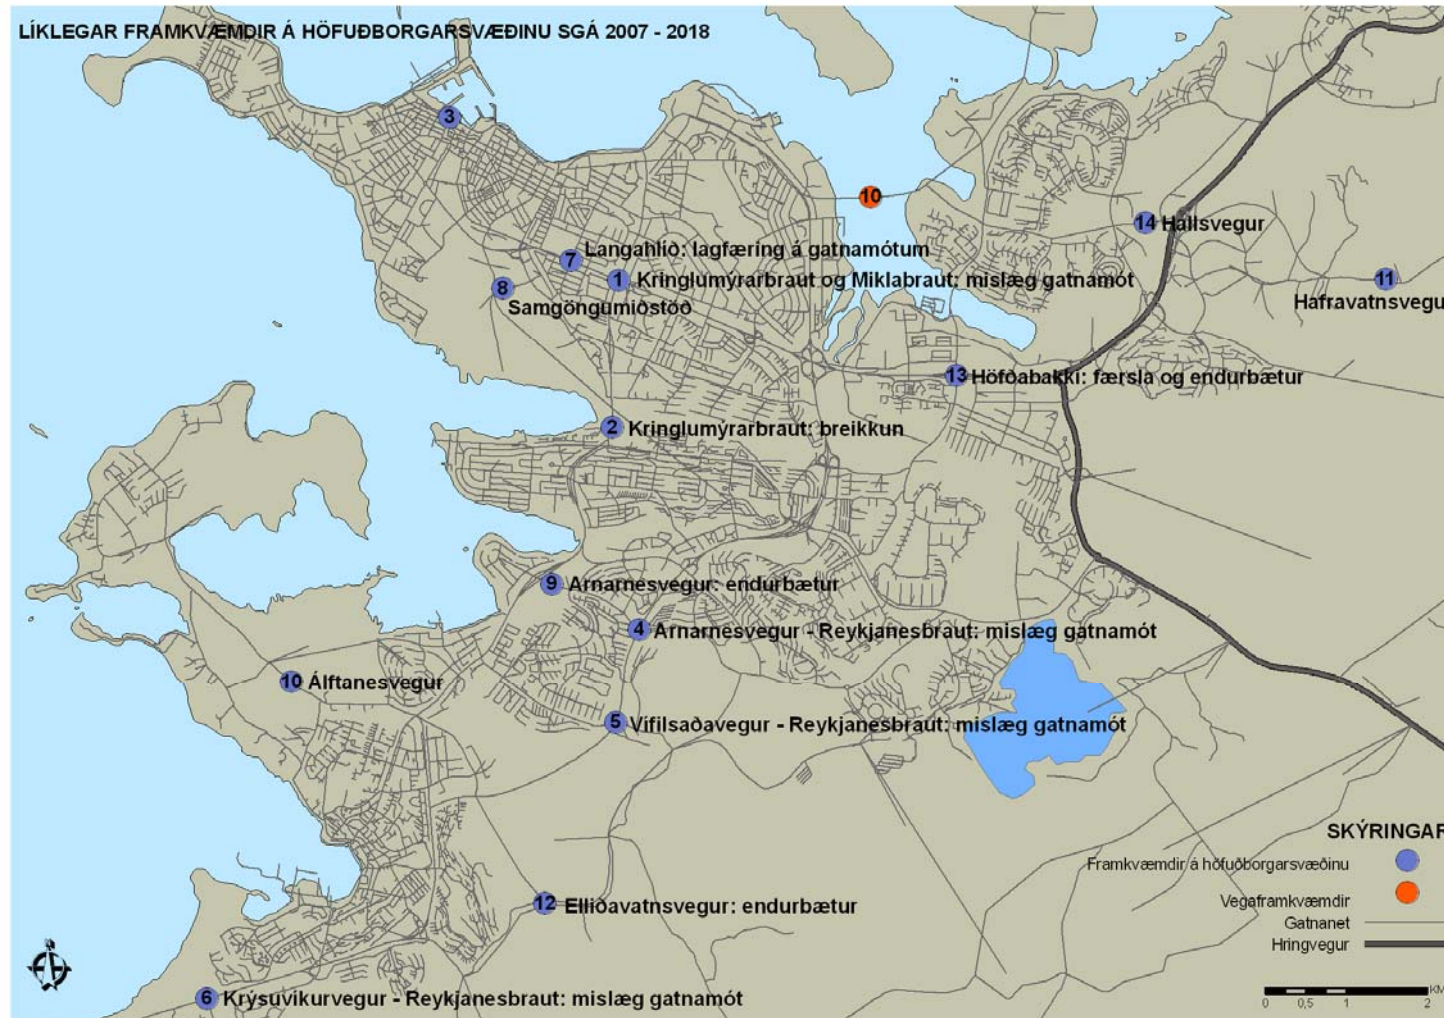 LÍKLEGAR FRAMKVÆMDIR Á HÖFUÐBORGARSVÆÐINU SGÁ 2007 - 2018
3
10
14 Hallsvegur
7 Langahlíð: lagfæring á gatnamótum
1 Kringlumýrarbraut og Miklabraut: mislæg gatnamót
11
8
Samgöngumiðstöð
Hafravatnsvegu
13 Höfðabakki: færsla og endurbætur
2 Kringlumýrarbraut: breikkun
9 Arnarnesvegur: endurbætur
4 Arnarnesvegur - Reykjanesbraut: mislæg gatnamót
10 Álftanesvegur
5 Vífilsaðavegur - Reykjanesbraut: mislæg gatnamót
SKÝRINGAR
Framkvæmdir á höfuðborgarsvæðinu
Vegaframkvæmdir
Gatnanet
Hringvegur
12 Elliðavatnsvegur: endurbætur
6 Krýsuvikurvegur - Reykjanesbraut: mislæg gatnamót
KM
0 0,5 1 2